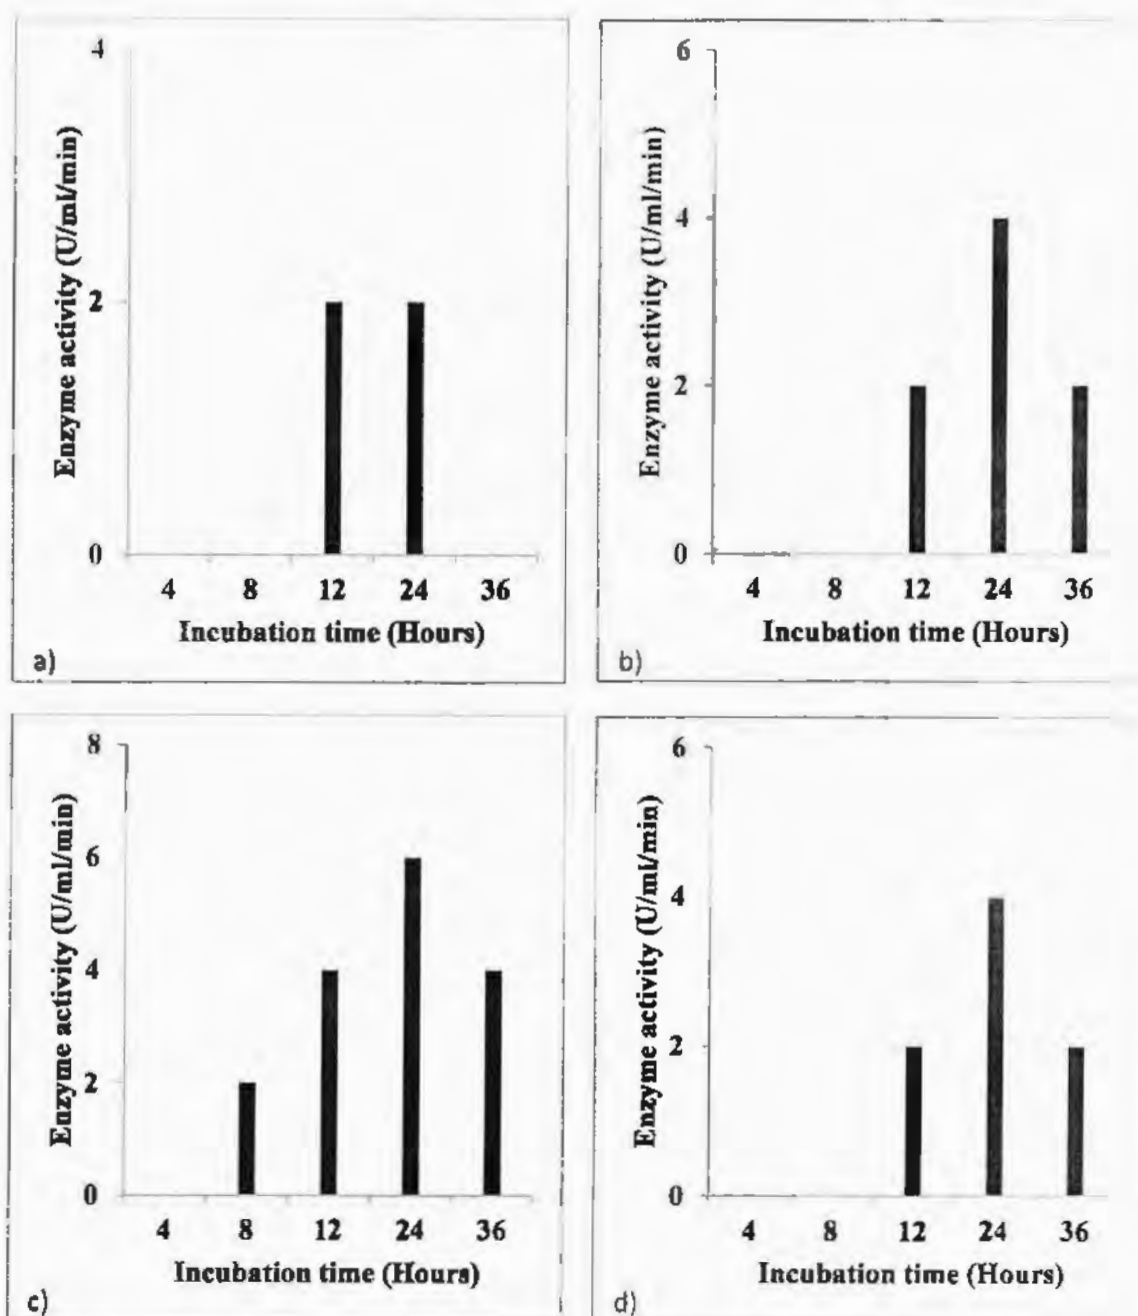 4
2
0
Enzyme activity (U/ml/min)
4 8 12 24 36
Incubation time (Hours)
a)
6
4
2
0
Enzyme activity (U/ml/min)
4 8 12 24 36
Incubation time (Hours)
b)
8
6
4
2
0
Enzyme activity (U/ml/min)
4 8 12 24 36
Incubation time (Hours)
c)
6
4
2
0
Enzyme activity (U/ml/min)
4 8 12 24 36
Incubation time (Hours)
d)